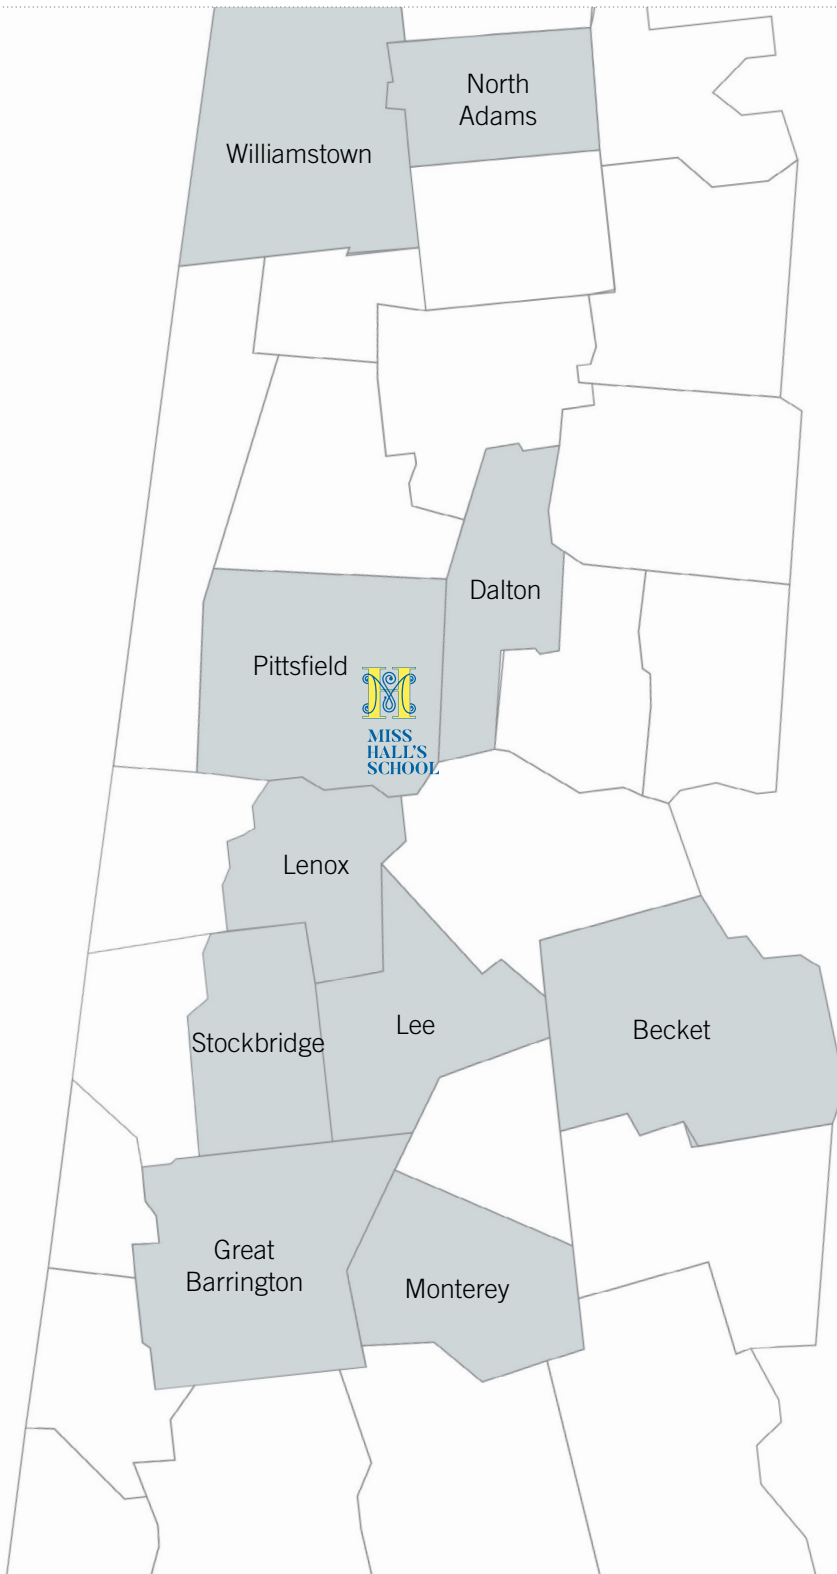 North
Adams
Williamstown
Dalton
Pittsfield
MISS
HALL'S
SCHOOL
Lenox
Lee
Becket
Stockbridge
Great
Barrington
Monterey